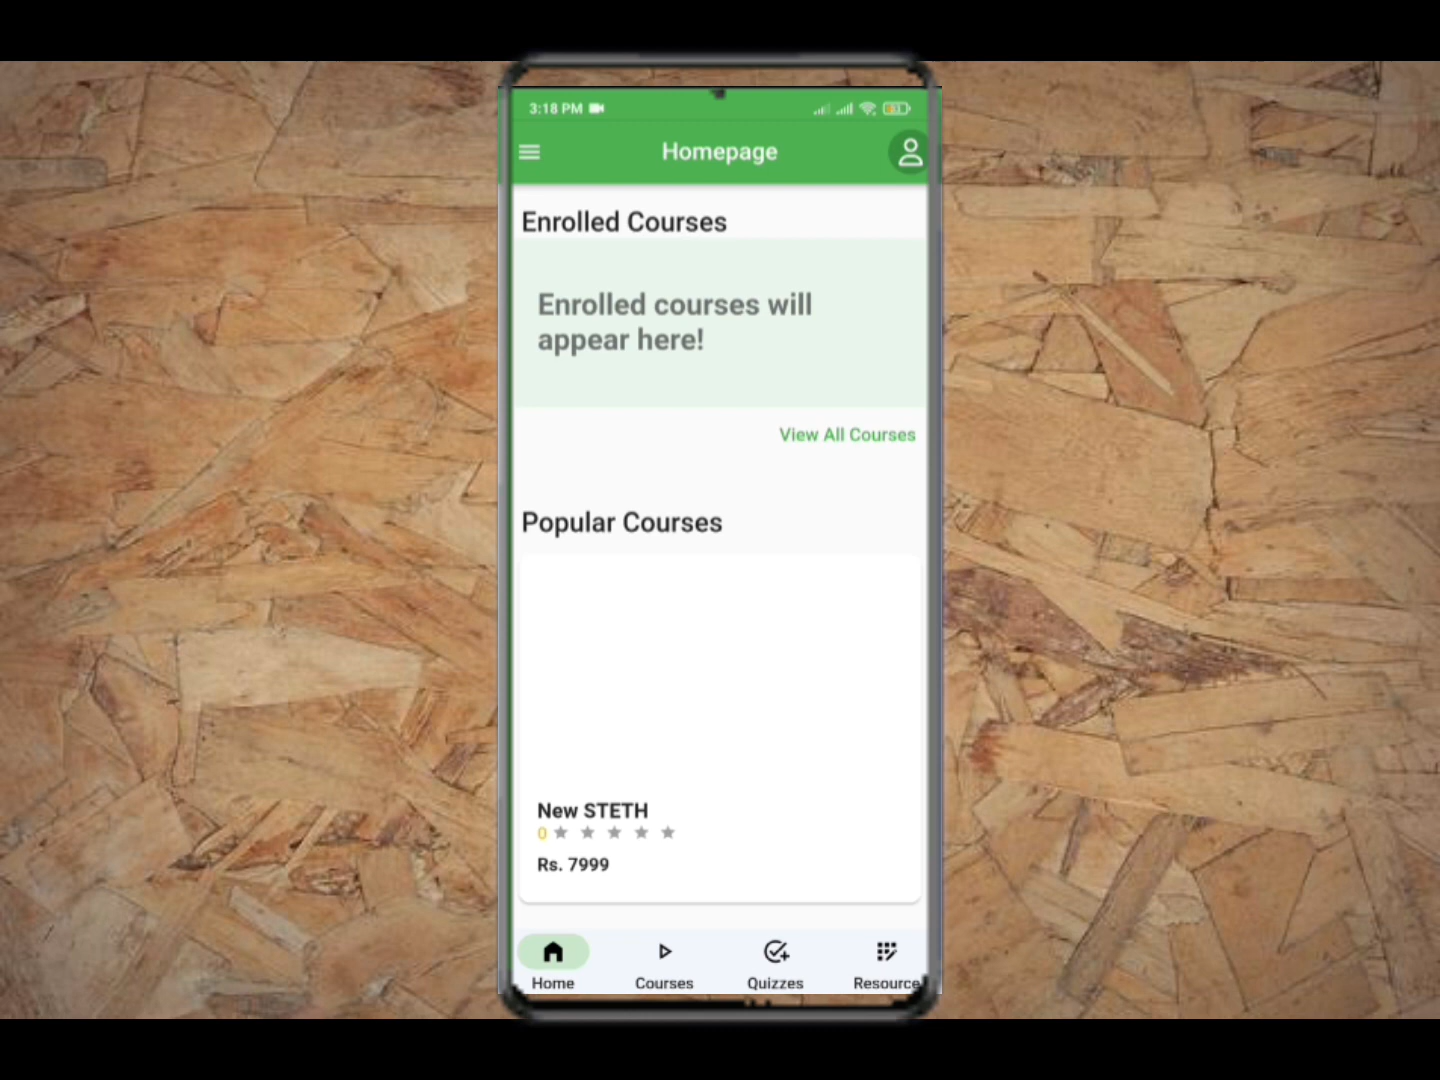 3:18 PM
Homepage
Enrolled Courses
Enrolled courses will
appear here!
View All Courses
Popular Courses
New STETH
0
Rs. 7999
Home
Courses
Quizzes
Resource